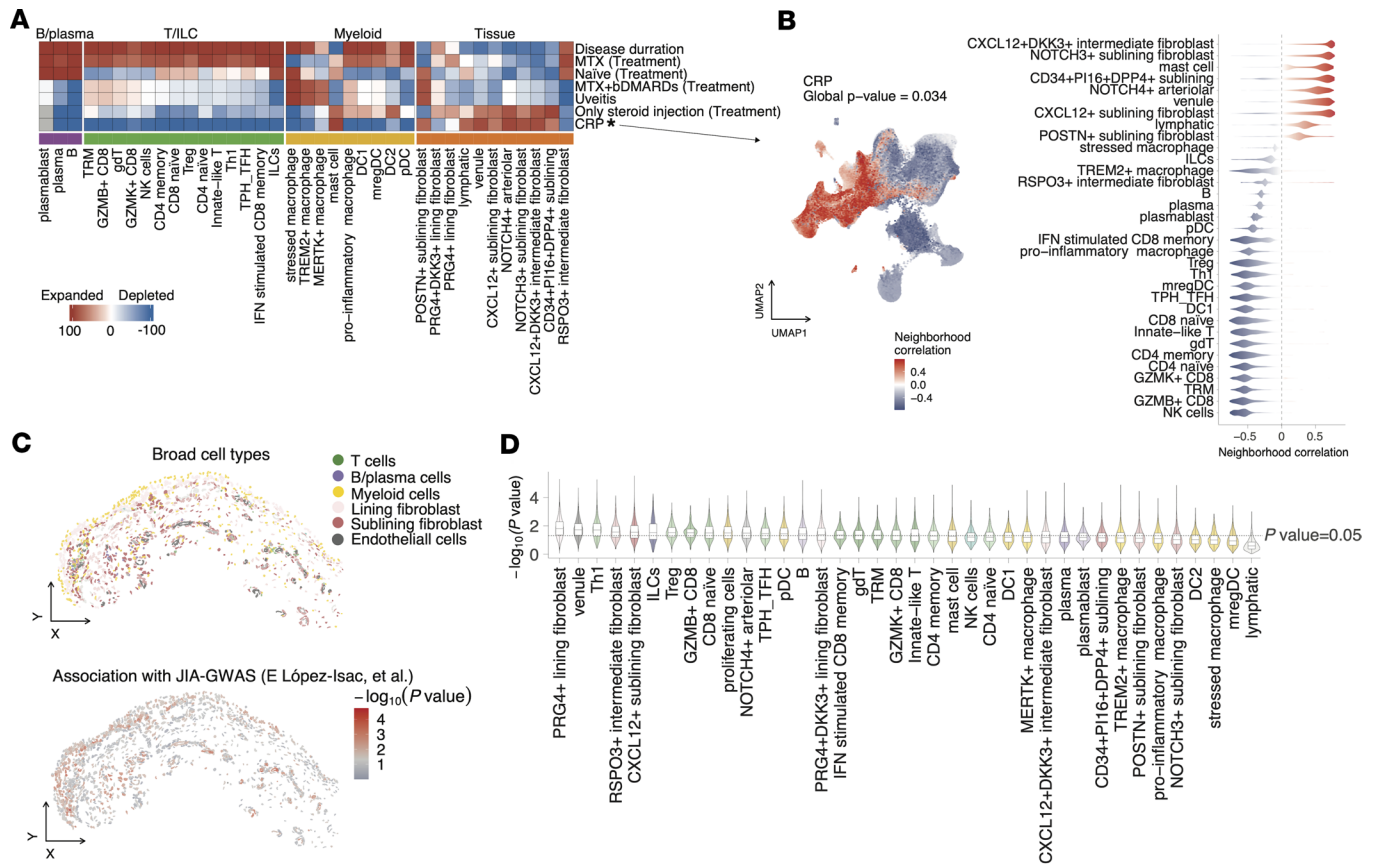 A
B/plasma
T/ILC
Myeloid
Tissue
Disease durration
MTX (Treatment)
Naïve (Treatment)
MTX+bDMARDs (Treatment)
Uveitis
Only steroid injection (Treatment)
CRP *
plasmablast
plasma
B
TRM
GZMB+ CD8
gdT
GZMK+ CD8
NK cells
CD4 memory
CD8 naïve
Treg
CD4 naïve
Innate-like T
Th1
TPH_TFH
IFN stimulated CD8 memory
ILCs
stressed macrophage
TREM2+ macrophage
MERTK+ macrophage
mast cell
pro-inflammatory macrophage
DC1
mregDC
DC2
pDC
POSTN+ sublining fibroblast
PRG4+DKK3+ lining fibroblast
PRG4+ lining fibroblast
lymphatic
venule
CXCL12+ sublining fibroblast
NOTCH4+ arteriolar
NOTCH3+ sublining fibroblast
CXCL12+DKK3+ intermediate fibroblast
CD34+PI16+DPP4+ sublining
RSPO3+ intermediate fibroblast
Expanded Depleted
100 0 -100
B
CRP
Global p-value = 0.034
UMAP2
UMAP1
Neighborhood
correlation
0.4
0.0
−0.4
CXCL12+DKK3+ intermediate fibroblast
NOTCH3+ sublining fibroblast
mast cell
CD34+PI16+DPP4+ sublining
NOTCH4+ arteriolar
venule
CXCL12+ sublining fibroblast
lymphatic
POSTN+ sublining fibroblast
stressed macrophage
ILCs
TREM2+ macrophage
RSPO3+ intermediate fibroblast
B
plasma
plasmablast
pDC
IFN stimulated CD8 memory
pro-inflammatory macrophage
Treg
Th1
mregDC
TPH_TFH
DC1
CD8 naïve
Innate-like T
gdT
CD4 memory
CD4 naïve
GZMK+ CD8
TRM
GZMB+ CD8
NK cells
−0.5 0 0.5
Neighborhood correlation
C
Broad cell types
T cells
B/plasma cells
Myeloid cells
Lining fibroblast
Sublining fibroblast
Endotheliall cells
Y
X
Association with JIA-GWAS (E López-Isac, et al.)
−log10(P value)
4
3
2
1
Y
X
D
−log10(P value)
4
2
0
P value=0.05
PRG4+ lining fibroblast
venule
Th1
RSPO3+ intermediate fibroblast
CXCL12+ sublining fibroblast
ILCs
Treg
GZMB+ CD8
CD8 naïve
proliferating cells
NOTCH4+ arteriolar
TPH_TFH
pDC
B
PRG4+DKK3+ lining fibroblast
IFN stimulated CD8 memory
gdT
TRM
GZMK+ CD8
Innate-like T
CD4 memory
mast cell
NK cells
CD4 naïve
DC1
MERTK+ macrophage
CXCL12+DKK3+ intermediate fibroblast
plasma
plasmablast
CD34+PI16+DPP4+ sublining
TREM2+ macrophage
POSTN+ sublining fibroblast
pro-inflammatory macrophage
NOTCH3+ sublining fibroblast
DC2
stressed macrophage
mregDC
lymphatic